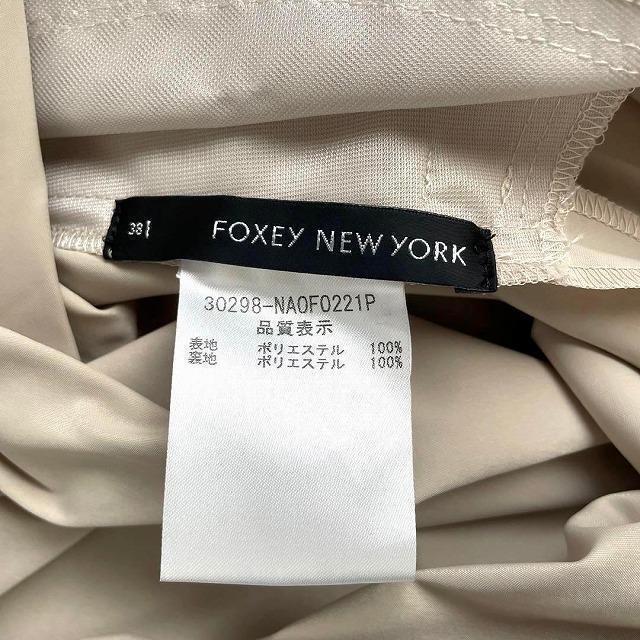 38
FOXEY NEW YORK
30298-NAOF0221P
品質表示
表地 ポリエステル 100%
裏地 ポリエステル 100%